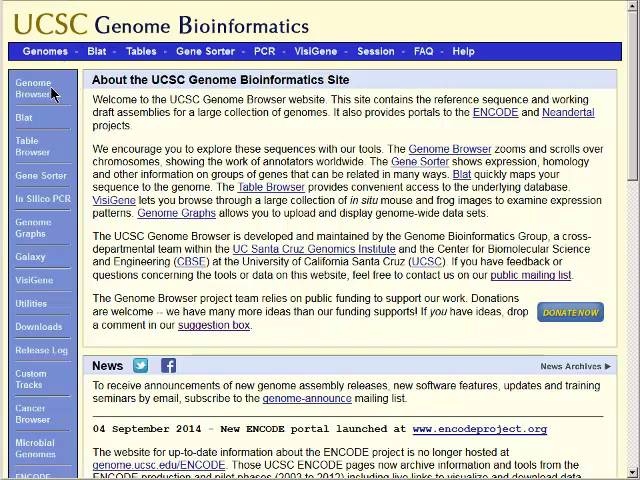 UCSC Genome Bioinformatics
Genomes - Blat - Tables - Gene Sorter - PCR - VisiGene - Session - FAQ - Help
Genome
Browser
Blat
Table
Browser
Gene Sorter
In Silico PCR
Genome
Graphs
Galaxy
VisiGene
Utilities
Downloads
Release Log
Custom
Tracks
Cancer
Browser
Microbial
Genomes
ENCODE
About the UCSC Genome Bioinformatics Site
Welcome to the UCSC Genome Browser website. This site contains the reference sequence and working
draft assemblies for a large collection of genomes. It also provides portals to the ENCODE and Neandertal
projects.
We encourage you to explore these sequences with our tools. The Genome Browser zooms and scrolls over
chromosomes, showing the work of annotators worldwide. The Gene Sorter shows expression, homology
and other information on groups of genes that can be related in many ways. Blat quickly maps your
sequence to the genome. The Table Browser provides convenient access to the underlying database.
VisiGene lets you browse through a large collection of in situ mouse and frog images to examine expression
patterns. Genome Graphs allows you to upload and display genome-wide data sets.
The UCSC Genome Browser is developed and maintained by the Genome Bioinformatics Group, a cross-
departmental team within the UC Santa Cruz Genomics Institute and the Center for Biomolecular Science
and Engineering (CBSE) at the University of California Santa Cruz (UCSC). If you have feedback or
questions concerning the tools or data on this website, feel free to contact us on our public mailing list.
The Genome Browser project team relies on public funding to support our work. Donations
are welcome -- we have many more ideas than our funding supports! If you have ideas, drop
a comment in our suggestion box.
DONATE NOW
News
News Archives ▶
To receive announcements of new genome assembly releases, new software features, updates and training
seminars by email, subscribe to the genome-announce mailing list.
04 September 2014 - New ENCODE portal launched at www.encodeproject.org
The website for up-to-date information about the ENCODE project is no longer hosted at
genome.ucsc.edu/ENCODE. Those UCSC ENCODE pages now archive information and tools from the
ENCODE production and pilot phases (2003 to 2012) including live links to visualize and download data